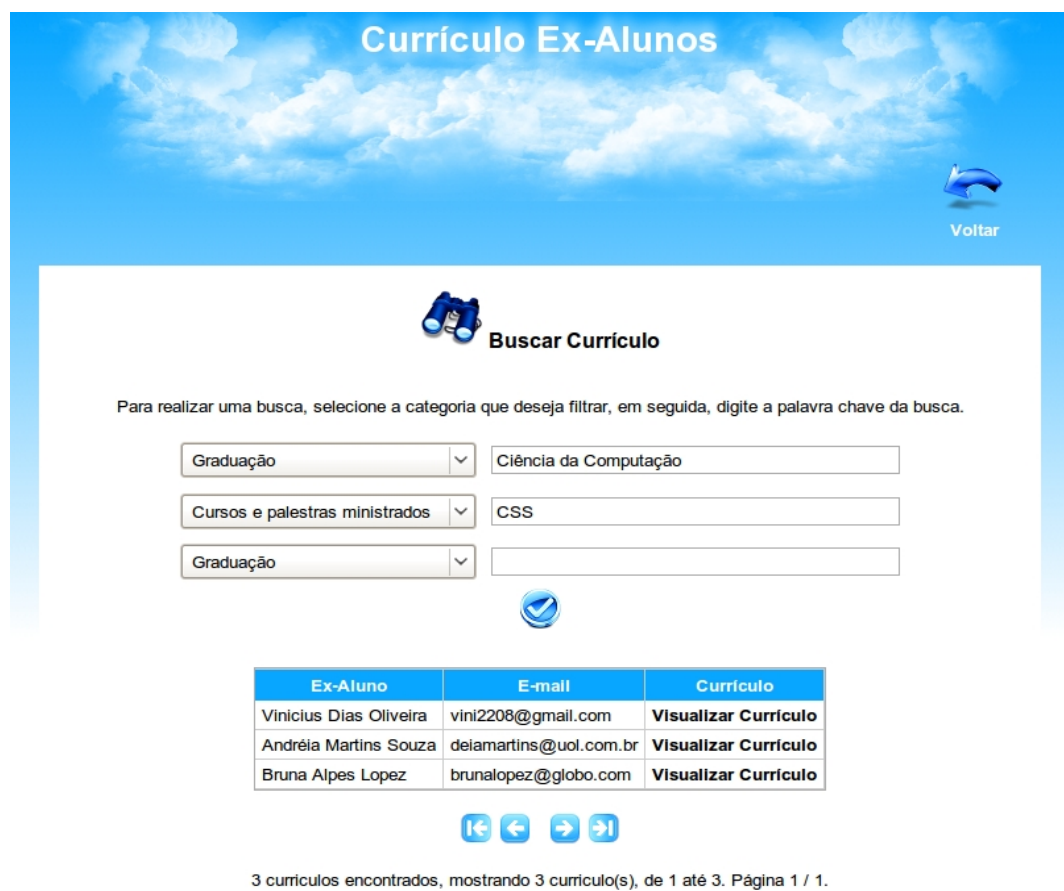 Currículo Ex-Alunos
Voltar
Buscar Currículo
Para realizar uma busca, selecione a categoria que deseja filtrar, em seguida, digite a palavra chave da busca.
Graduação Ciência da Computação
Cursos e palestras ministrados CSS
Graduação
Ex-Aluno E-mail Currículo
Vinicius Dias Oliveira vini2208@gmail.com Visualizar Currículo
Andréia Martins Souza deiamartins@uol.com.br Visualizar Currículo
Bruna Alpes Lopez brunalopez@globo.com Visualizar Currículo
3 curriculos encontrados, mostrando 3 curriculo(s), de 1 até 3. Página 1 / 1.